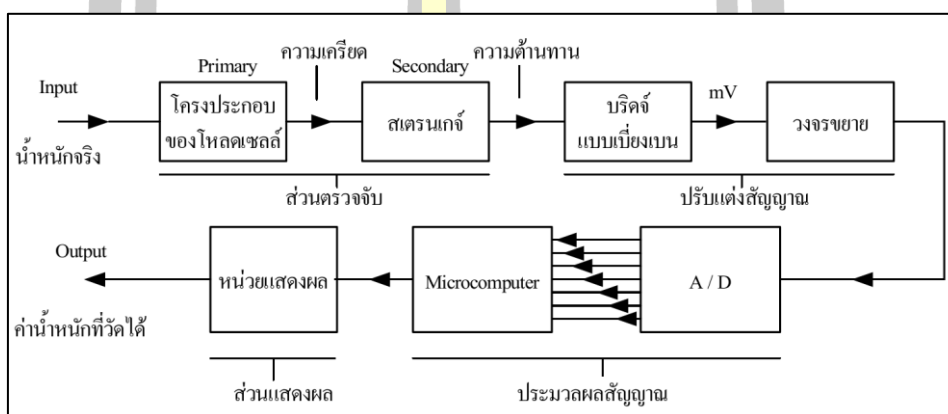 Input
น้ำหนักจริง
Primary
โครงประกอบ
ของโหลดเซลล์
ความเครียด
Secondary
สเตรนเกจ์
ความต้านทาน
บริดจ์
แบบเบี่ยงเบน
mV
วงจรขยาย
ส่วนตรวจจับ
ปรับแต่งสัญญาณ
Output
ค่าน้ำหนักที่วัดได้
หน่วยแสดงผล
Microcomputer
A / D
ส่วนแสดงผล
ประมวลผลสัญญาณ